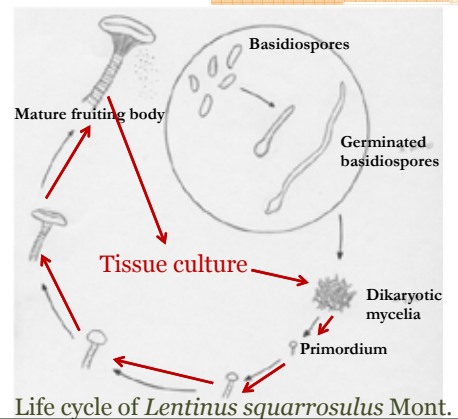 Basidiospores
Mature fruiting body
Germinated
basidiospores
Tissue culture
Dikaryotic
mycelia
Primordium
Life cycle of Lentinus squarrosulus Mont.